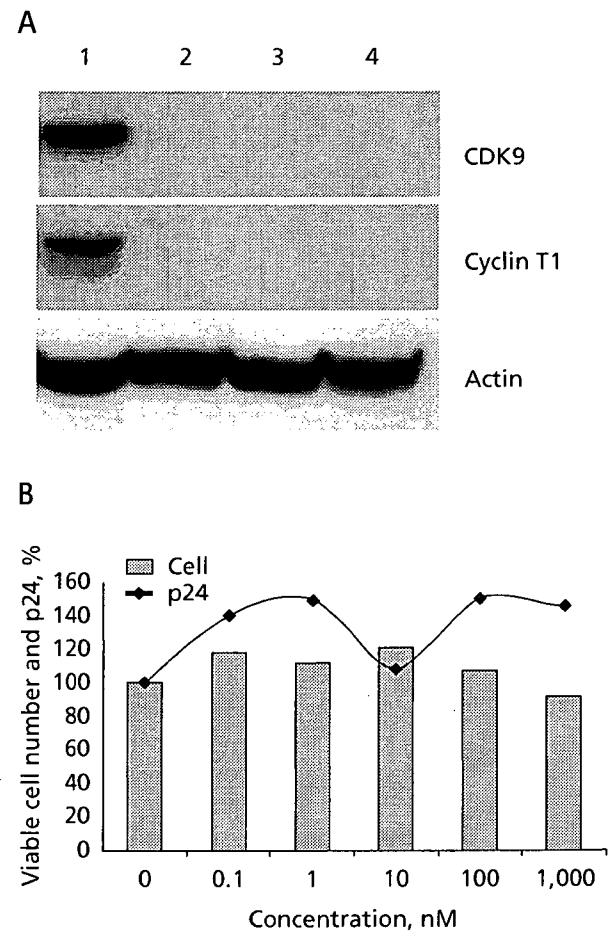 A
1 2 3 4
CDK9
Cyclin T1
Actin
B
Viable cell number and p24, %
Cell
p24
160
140
120
100
80
60
40
20
0
0 0.1 1 10 100 1,000
Concentration, nM